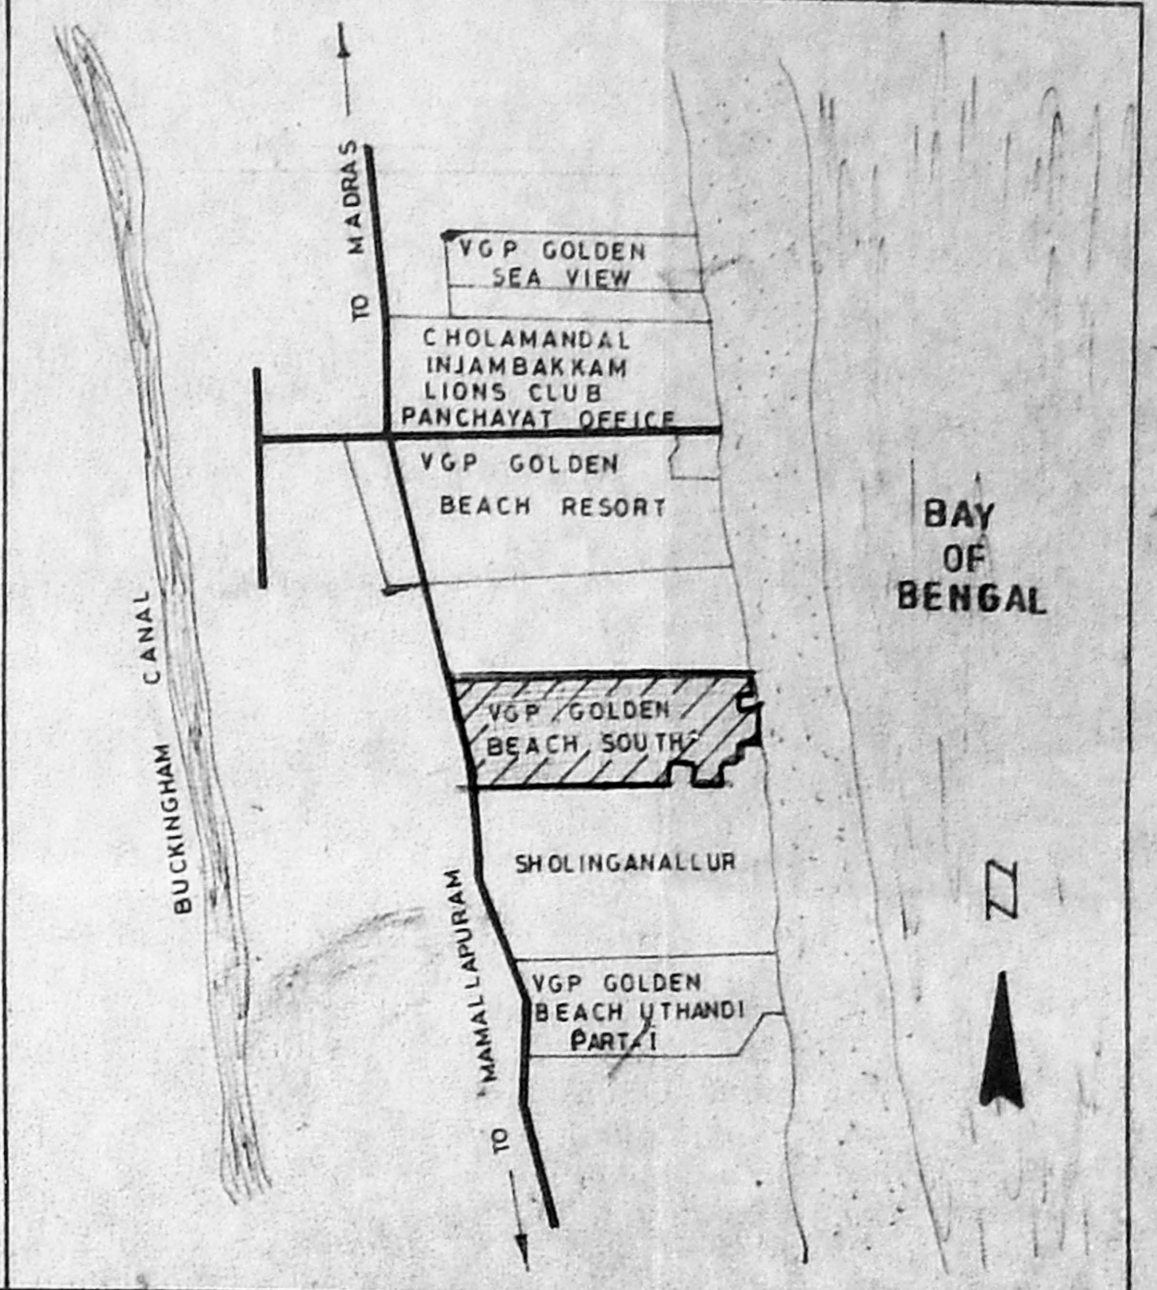 TO MADRAS
VGP GOLDEN
SEA VIEW
CHOLAMANDAL
INJAMBAKKAM
LIONS CLUB
PANCHAYAT OFFICE
VGP GOLDEN
BEACH RESORT
BAY
OF
BENGAL
BUCKINGHAM CANAL
VGP GOLDEN
BEACH SOUTH
SHOLINGANALLUR
N
VGP GOLDEN
BEACH UTHANDI
PART-I
TO MAMALLAPURAM